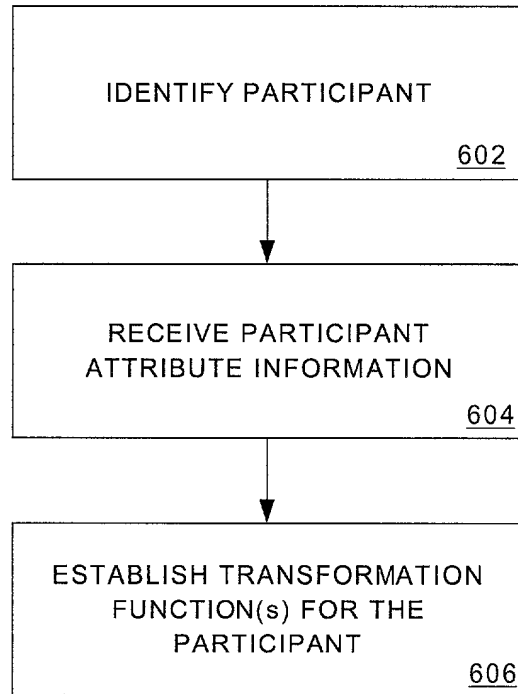 IDENTIFY PARTICIPANT
602
RECEIVE PARTICIPANT
ATTRIBUTE INFORMATION
604
ESTABLISH TRANSFORMATION
FUNCTION(s) FOR THE
PARTICIPANT
606